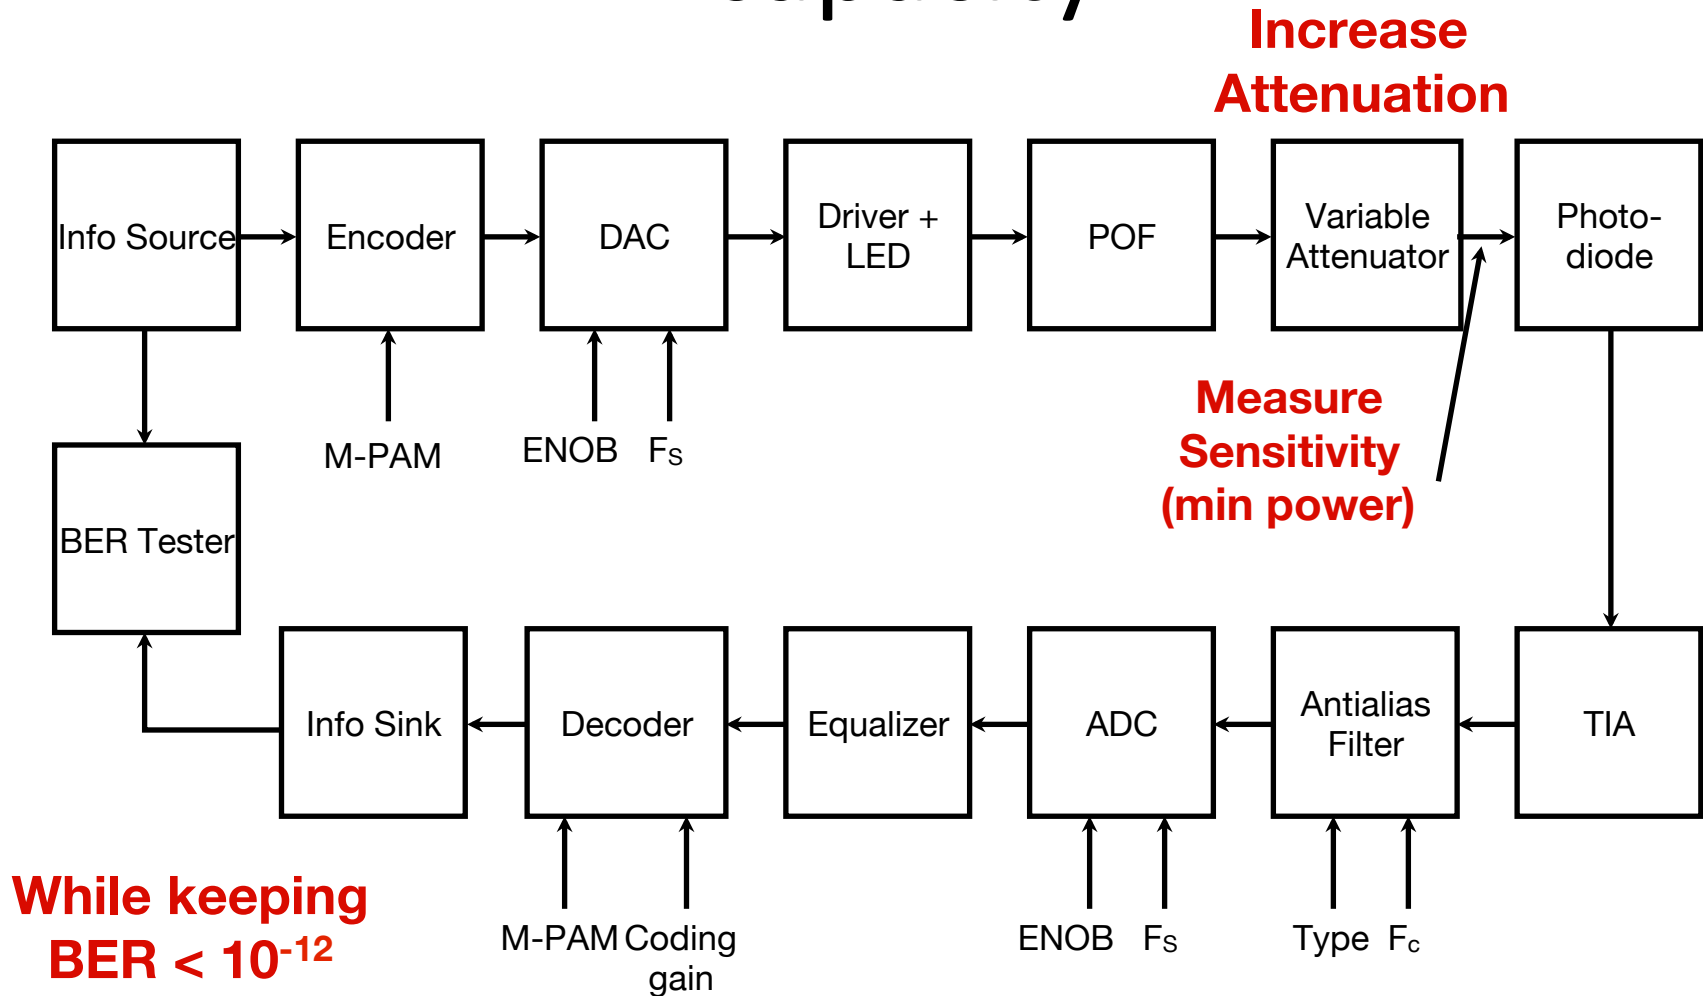 Increase
Attenuation
Info Source
Encoder
DAC
Driver +
LED
POF
Variable
Attenuator
Photo-
diode
M-PAM
ENOB
Fs
Measure
Sensitivity
(min power)
BER Tester
Info Sink
Decoder
Equalizer
ADC
Antialias
Filter
TIA
While keeping
BER < 10⁻¹²
M-PAM
Coding
gain
ENOB
Fs
Type
Fc